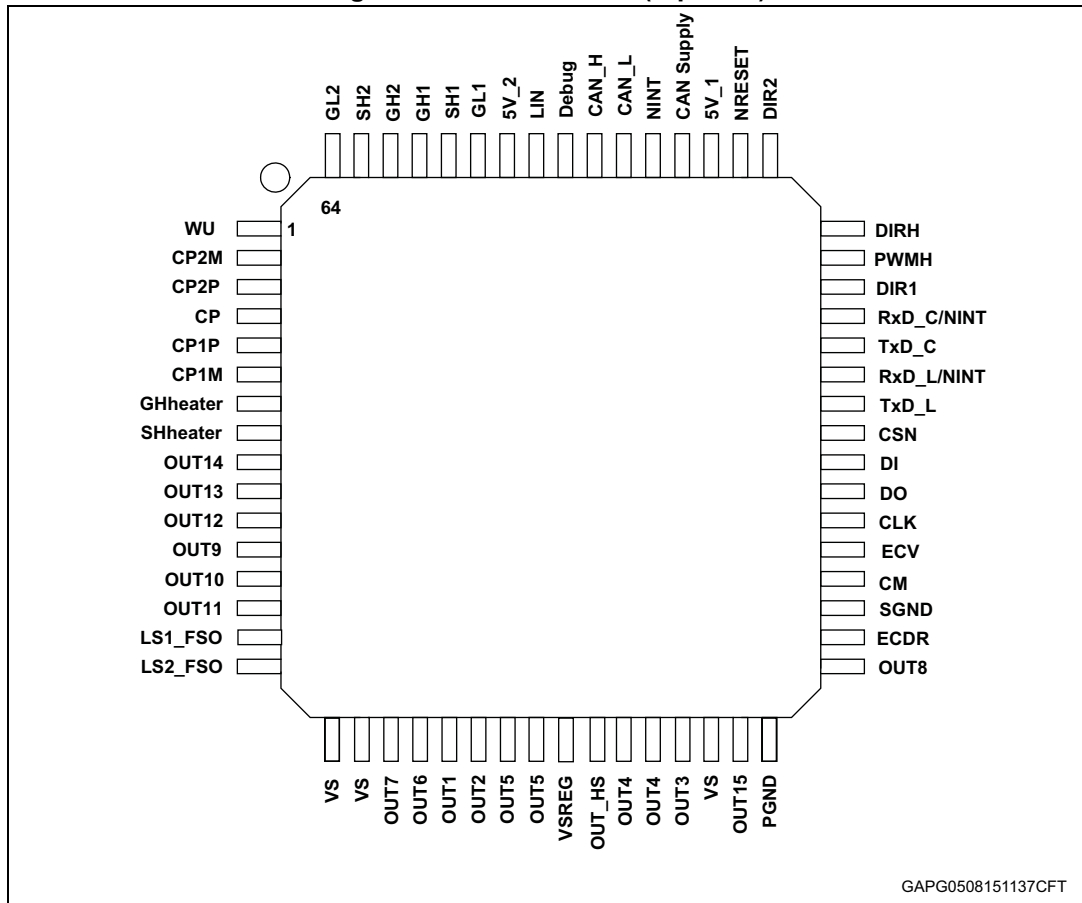 GL2
SH2
GH2
GH1
SH1
GL1
5V_2
LIN
Debug
CAN_H
CAN_L
NINT
CAN Supply
5V_1
NRESET
DIR2
64
WU
1
CP2M
CP2P
CP
CP1P
CP1M
GHheater
SHheater
OUT14
OUT13
OUT12
OUT9
OUT10
OUT11
LS1_FSO
LS2_FSO
DIRH
PWMH
DIR1
RxD_C/NINT
TxD_C
RxD_L/NINT
TxD_L
CSN
DI
DO
CLK
ECV
CM
SGND
ECDR
OUT8
VS
VS
OUT7
OUT6
OUT1
OUT2
OUT5
OUT5
VSREG
OUT_HS
OUT4
OUT4
OUT3
VS
OUT15
PGND
GAPG0508151137CFT